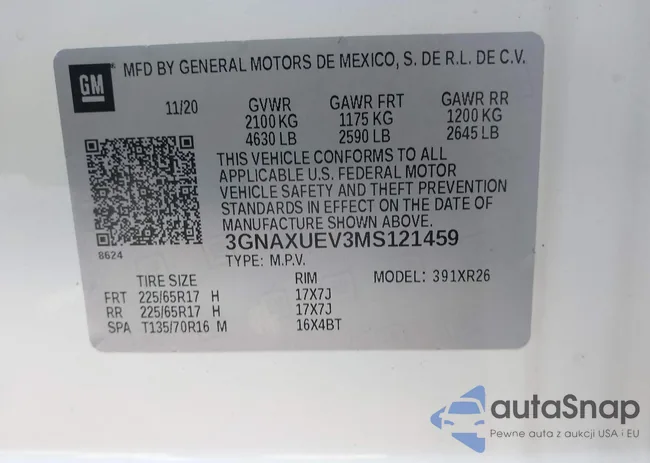 GM
MFD BY GENERAL MOTORS DE MEXICO, S. DE R.L. DE C.V.
11/20 GVWR GAWR FRT GAWR RR
2100 KG 1175 KG 1200 KG
4630 LB 2590 LB 2645 LB
THIS VEHICLE CONFORMS TO ALL
APPLICABLE U.S. FEDERAL MOTOR
VEHICLE SAFETY AND THEFT PREVENTION
STANDARDS IN EFFECT ON THE DATE OF
MANUFACTURE SHOWN ABOVE.
8624
3GNAXUEV3MS121459
TYPE: M.P.V. MODEL: 391XR26
TIRE SIZE RIM
FRT 225/65R17 H 17X7J
RR 225/65R17 H 17X7J
SPA T135/70R16 M 16X4BT
autaSnap
Pewne auta z aukcji USA i EU